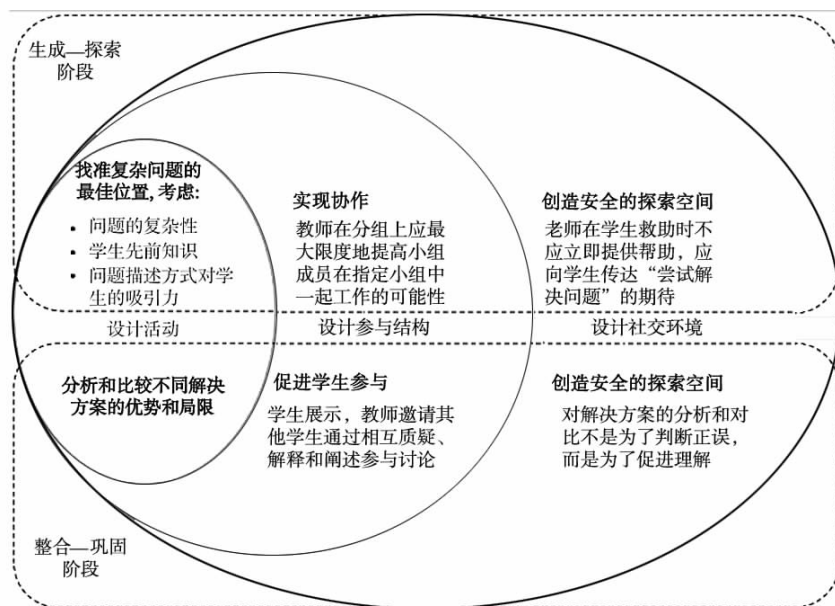 生成—探索
阶段
找准复杂问题的
最佳位置, 考虑:
• 问题的复杂性
• 学生先前知识
• 问题描述方式对学
生的吸引力
实现协作
教师在分组上应最
大限度地提高小组
成员在指定小组中
一起工作的可能性
创造安全的探索空间
老师在学生救助时不
应立即提供帮助，应
向学生传达“尝试解
决问题”的期待
设计活动
设计参与结构
设计社交环境
分析和比较不同解决
方案的优势和局限
促进学生参与
学生展示，教师邀请其
他学生通过相互质疑、
解释和阐述参与讨论
创造安全的探索空间
对解决方案的分析和对
比不是为了判断正误，
而是为了促进理解
整合—巩固
阶段